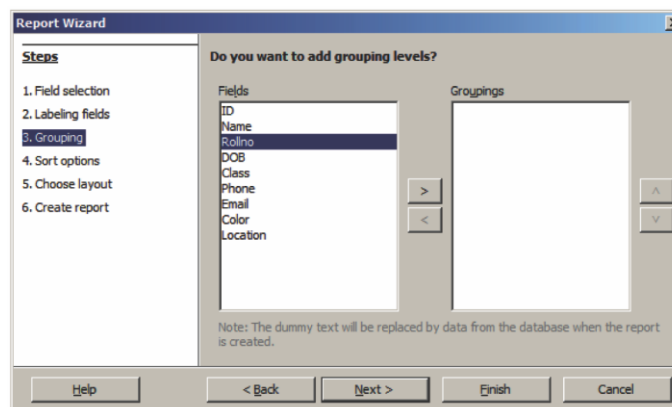 Report Wizard
Steps
1. Field selection
2. Labeling fields
3. Grouping
4. Sort options
5. Choose layout
6. Create report
Do you want to add grouping levels?
Fields
ID
Name
Rollno
DOB
Class
Phone
Email
Color
Location
>
<
Groupings
^
v
Note: The dummy text will be replaced by data from the database when the report
is created.
Help
< Back
Next >
Finish
Cancel